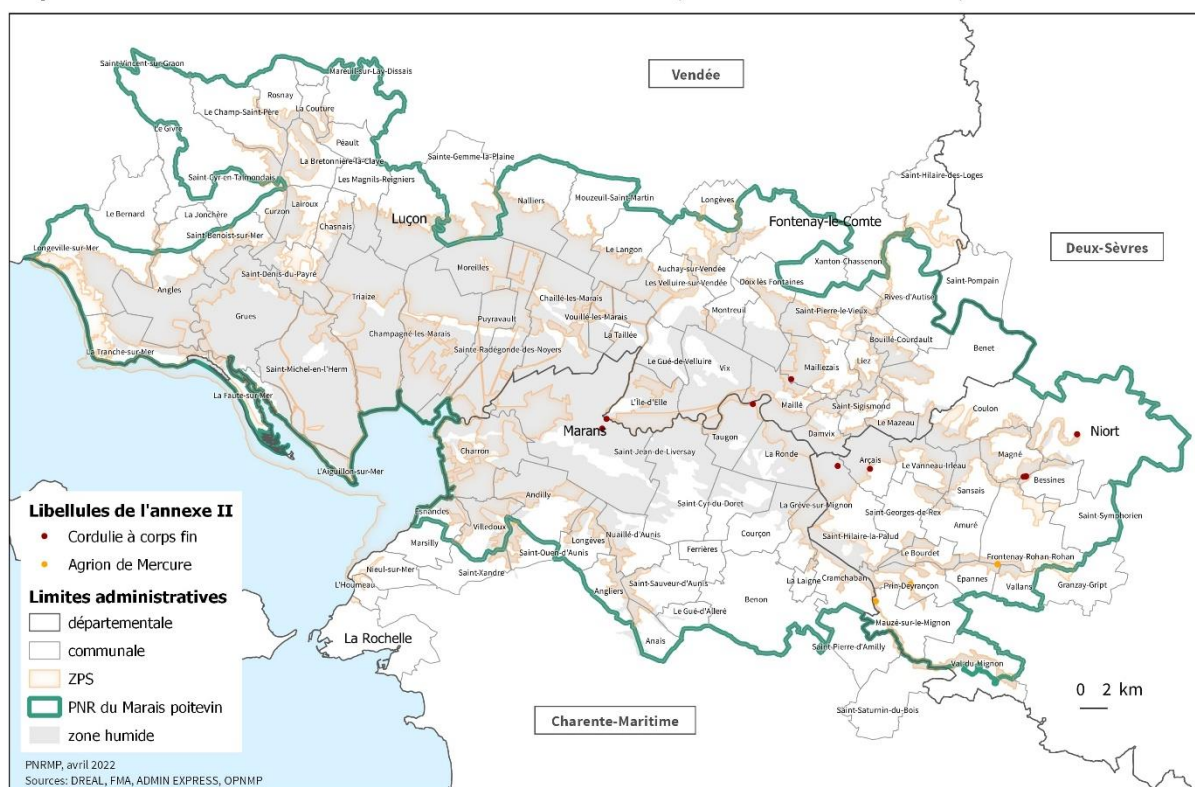 Vendée
Saint-Vincent-sur-Graon
Mareuil-sur-Lay-Dissais
Rosnay
Le Champ-Saint-Père
La Couture
Le Givre
Péault
La Bretonnière-la-Claye
Sainte-Gemme-la-Plaine
Saint-Cyr-en-Talmondais
Les Magnils-Reigniers
Saint-Hilaire-des-Loges
Le Bernard
La Jonchère
Curzon
Lairoux
Luçon
Nalliers
Mouzeuil-Saint-Martin
Longèves
Fontenay-le-Comte
Saint-Benoist-sur-Mer
Chasnais
Longeville-sur-Mer
Le Langon
Deux-Sèvres
Xanton-Chassenon
Saint-Denis-du-Payré
Moreilles
Auchay-sur-Vendée
Les Velluire-sur-Vendée
Doix lès Fontaines
Saint-Pompain
Angles
Triaize
Chaillé-les-Marais
Rives-d'Autise
Grues
Puyravault
Vouillé-les-Marais
Montreuil
Saint-Pierre-le-Vieux
Champagné-les-Marais
La Taillée
Bouillé-Courdault
Sainte-Radégonde-des-Noyers
Benet
La Tranche-sur-Mer
Le Gué-de-Velluire
Vix
Maillezais
Liez
Saint-Michel-en-l'Herm
La Faute-sur-Mer
L'Île-d'Elle
Maillé
Saint-Sigismond
Coulon
Le Mazeau
Marans
Damvix
Niort
Taugon
Charron
Saint-Jean-de-Liversay
La Ronde
Arçais
Magné
L'Aiguillon-sur-Mer
Le Vanneau-Irleau
Bessines
Andilly
Sansais
Saint-Cyr-du-Doret
La Grève-sur-Mignon
Esnandes
Saint-Georges-de-Rex
Saint-Symphorien
Villedoux
Amuré
Marsilly
Longèves
Nuaillé-d'Aunis
Courçon
Saint-Hilaire-la-Palud
Saint-Ouen-d'Aunis
Ferrières
Le Bourdet
Frontenay-Rohan-Rohan
Nieul-sur-Mer
Saint-Xandre
L'Houmeau
Angliers
Saint-Sauveur-d'Aunis
La Laigne
Cramchaban
Prin-Deyrançon
Épannes
Vallans
Granzay-Gript
Benon
Le Gué-d'Alleré
Mauzé-sur-le-Mignon
La Rochelle
Anais
Saint-Pierre-d'Amilly
Val-du-Mignon
Saint-Saturnin-du-Bois
Charente-Maritime
0 2 km
Libellules de l'annexe II
Cordulie à corps fin
Agrion de Mercure
Limites administratives
départementale
communale
ZPS
PNR du Marais poitevin
zone humide
PNRMP, avril 2022
Sources: DREAL, FMA, ADMIN EXPRESS, OPNMP